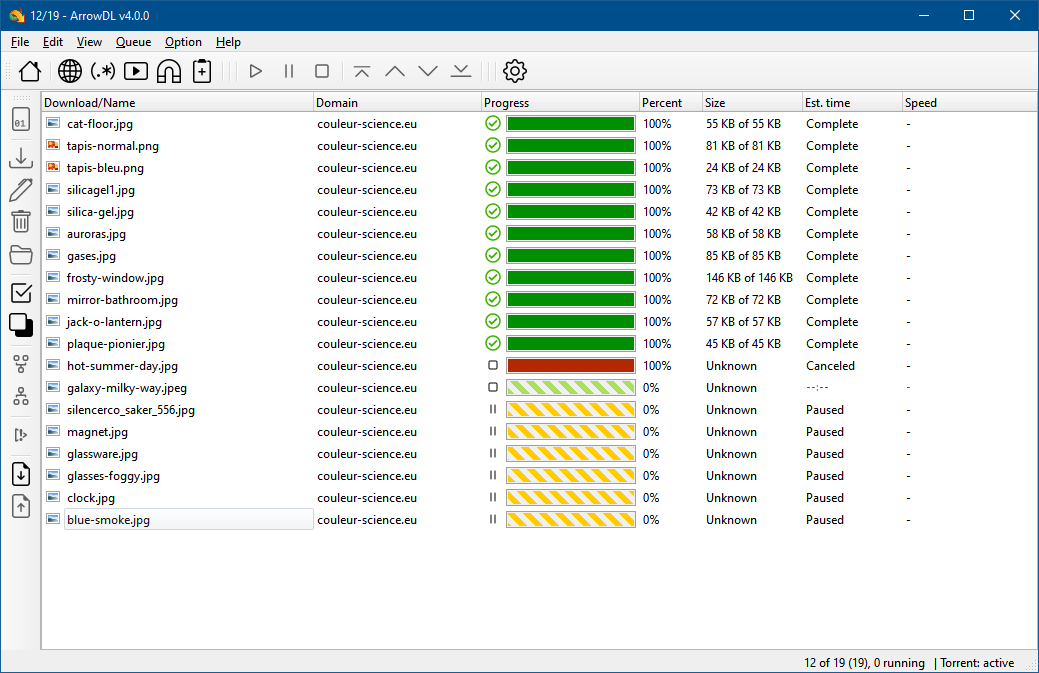 12/19 - ArrowDL v4.0.0
File Edit View Queue Option Help
(.*)
Download/Name Domain Progress Percent Size Est. time Speed
01
cat-floor.jpg couleur-science.eu 100% 55 KB of 55 KB Complete -
tapis-normal.png couleur-science.eu 100% 81 KB of 81 KB Complete -
tapis-bleu.png couleur-science.eu 100% 24 KB of 24 KB Complete -
silicagel1.jpg couleur-science.eu 100% 73 KB of 73 KB Complete -
silica-gel.jpg couleur-science.eu 100% 42 KB of 42 KB Complete -
auroras.jpg couleur-science.eu 100% 58 KB of 58 KB Complete -
gases.jpg couleur-science.eu 100% 85 KB of 85 KB Complete -
frosty-window.jpg couleur-science.eu 100% 146 KB of 146 KB Complete -
mirror-bathroom.jpg couleur-science.eu 100% 72 KB of 72 KB Complete -
jack-o-lantern.jpg couleur-science.eu 100% 57 KB of 57 KB Complete -
plaque-pionier.jpg couleur-science.eu 100% 45 KB of 45 KB Complete -
hot-summer-day.jpg couleur-science.eu 100% Unknown Canceled -
galaxy-milky-way.jpeg couleur-science.eu 0% Unknown --:-- -
silencerco_saker_556.jpg couleur-science.eu 0% Unknown Paused -
magnet.jpg couleur-science.eu 0% Unknown Paused -
glassware.jpg couleur-science.eu 0% Unknown Paused -
glasses-foggy.jpg couleur-science.eu 0% Unknown Paused -
clock.jpg couleur-science.eu 0% Unknown Paused -
blue-smoke.jpg couleur-science.eu 0% Unknown Paused -
12 of 19 (19), 0 running | Torrent: active